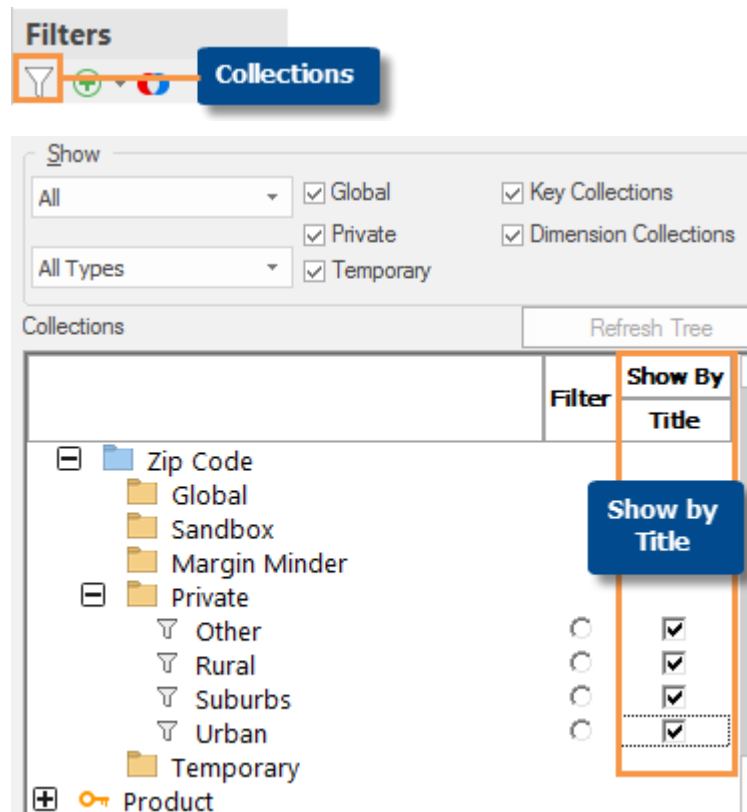 Filters
Collections
Show
All
Global
Key Collections
Private
Dimension Collections
All Types
Temporary
Collections
Refresh Tree
Filter
Show By
Title
Zip Code
Global
Sandbox
Show by
Title
Margin Minder
Private
Other
Rural
Suburbs
Urban
Temporary
Product